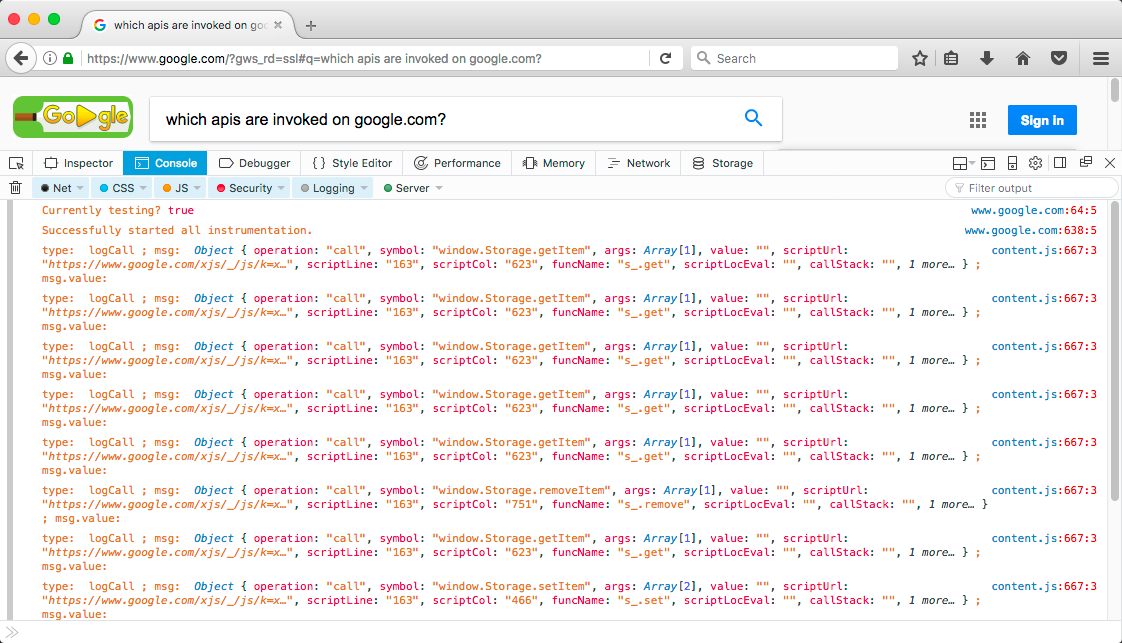 which apis are invoked on goo
https://www.google.com/?gws_rd=ssl#q=which apis are invoked on google.com?
Search
Google
which apis are invoked on google.com?
Sign in
Inspector Console Debugger { } Style Editor Performance Memory Network Storage
Net CSS JS Security Logging Server Filter output
Currently testing? true www.google.com:64:5
Successfully started all instrumentation. www.google.com:638:5
type: logCall ; msg: Object { operation: "call", symbol: "window.Storage.getItem", args: Array[1], value: "", scriptUrl: content.js:667:3
"https://www.google.com/xjs/_/js/k=x…", scriptLine: "163", scriptCol: "623", funcName: "s_.get", scriptLocEval: "", callStack: "", 1 more… } ;
msg.value:
type: logCall ; msg: Object { operation: "call", symbol: "window.Storage.getItem", args: Array[1], value: "", scriptUrl: content.js:667:3
"https://www.google.com/xjs/_/js/k=x…", scriptLine: "163", scriptCol: "623", funcName: "s_.get", scriptLocEval: "", callStack: "", 1 more… } ;
msg.value:
type: logCall ; msg: Object { operation: "call", symbol: "window.Storage.getItem", args: Array[1], value: "", scriptUrl: content.js:667:3
"https://www.google.com/xjs/_/js/k=x…", scriptLine: "163", scriptCol: "623", funcName: "s_.get", scriptLocEval: "", callStack: "", 1 more… } ;
msg.value:
type: logCall ; msg: Object { operation: "call", symbol: "window.Storage.getItem", args: Array[1], value: "", scriptUrl: content.js:667:3
"https://www.google.com/xjs/_/js/k=x…", scriptLine: "163", scriptCol: "623", funcName: "s_.get", scriptLocEval: "", callStack: "", 1 more… } ;
msg.value:
type: logCall ; msg: Object { operation: "call", symbol: "window.Storage.getItem", args: Array[1], value: "", scriptUrl: content.js:667:3
"https://www.google.com/xjs/_/js/k=x…", scriptLine: "163", scriptCol: "623", funcName: "s_.get", scriptLocEval: "", callStack: "", 1 more… } ;
msg.value:
type: logCall ; msg: Object { operation: "call", symbol: "window.Storage.removeItem", args: Array[1], value: "", scriptUrl: content.js:667:3
"https://www.google.com/xjs/_/js/k=x…", scriptLine: "163", scriptCol: "751", funcName: "s_.remove", scriptLocEval: "", callStack: "", 1 more… }
; msg.value:
type: logCall ; msg: Object { operation: "call", symbol: "window.Storage.getItem", args: Array[1], value: "", scriptUrl: content.js:667:3
"https://www.google.com/xjs/_/js/k=x…", scriptLine: "163", scriptCol: "623", funcName: "s_.get", scriptLocEval: "", callStack: "", 1 more… } ;
msg.value:
type: logCall ; msg: Object { operation: "call", symbol: "window.Storage.setItem", args: Array[2], value: "", scriptUrl: content.js:667:3
"https://www.google.com/xjs/_/js/k=x…", scriptLine: "163", scriptCol: "466", funcName: "s_.set", scriptLocEval: "", callStack: "", 1 more… } ;
msg.value: